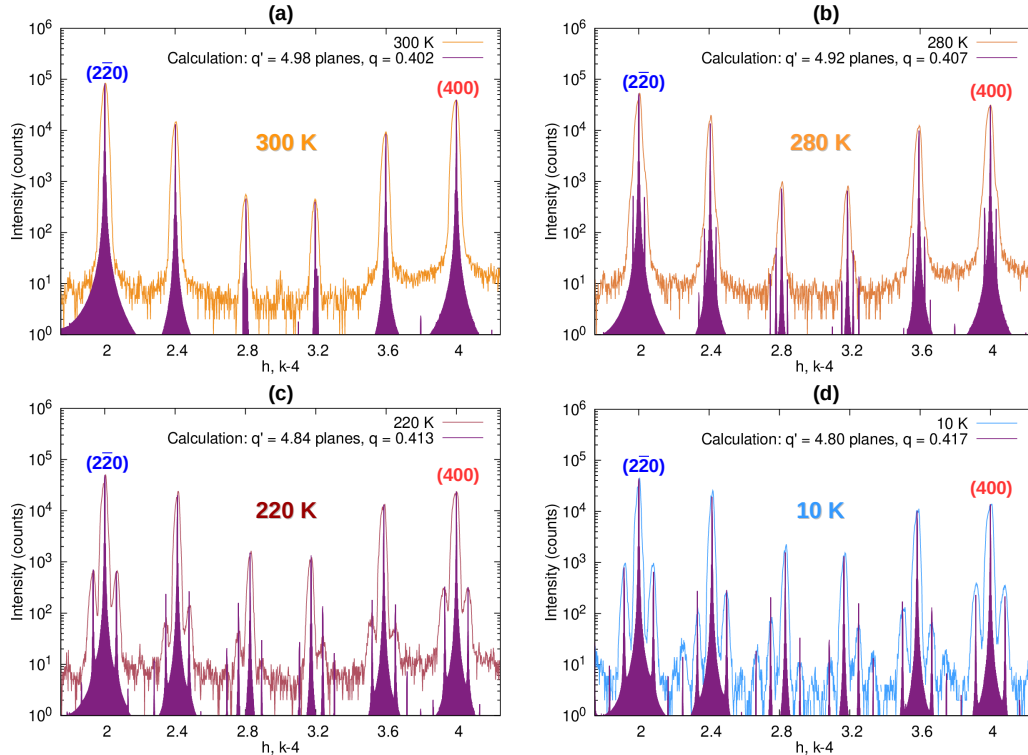 (a)
300 K
Calculation: q' = 4.98 planes, q = 0.402
(22̅0)
(400)
300 K
Intensity (counts)
10⁶
10⁵
10⁴
10³
10²
10¹
10⁰
2 2.4 2.8 3.2 3.6 4
h, k-4
(b)
280 K
Calculation: q' = 4.92 planes, q = 0.407
(22̅0)
(400)
280 K
Intensity (counts)
10⁶
10⁵
10⁴
10³
10²
10¹
10⁰
2 2.4 2.8 3.2 3.6 4
h, k-4
(c)
220 K
Calculation: q' = 4.84 planes, q = 0.413
(22̅0)
(400)
220 K
Intensity (counts)
10⁶
10⁵
10⁴
10³
10²
10¹
10⁰
2 2.4 2.8 3.2 3.6 4
h, k-4
(d)
10 K
Calculation: q' = 4.80 planes, q = 0.417
(22̅0)
(400)
10 K
Intensity (counts)
10⁶
10⁵
10⁴
10³
10²
10¹
10⁰
2 2.4 2.8 3.2 3.6 4
h, k-4